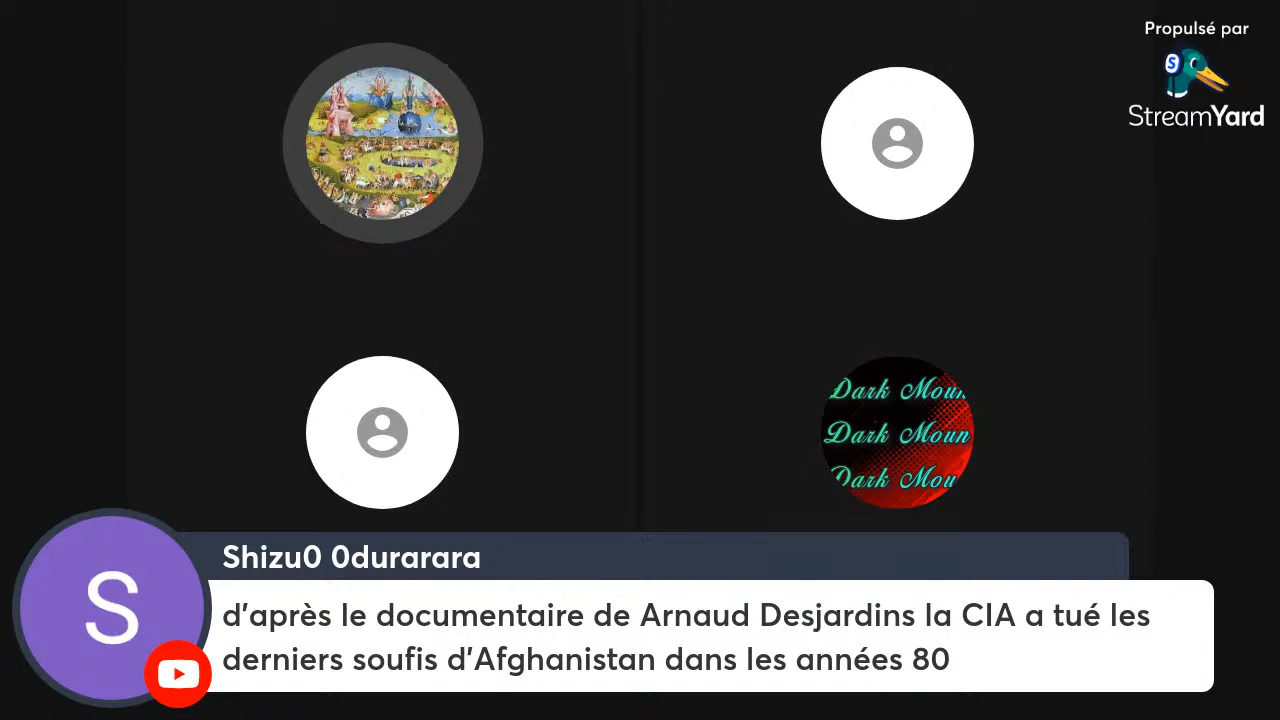 Propulsé par
StreamYard
Dark Moun
Dark Moun
Dark Mou
Shizu0 0durarara
S
d'après le documentaire de Arnaud Desjardins la CIA a tué les
derniers soufis d'Afghanistan dans les années 80